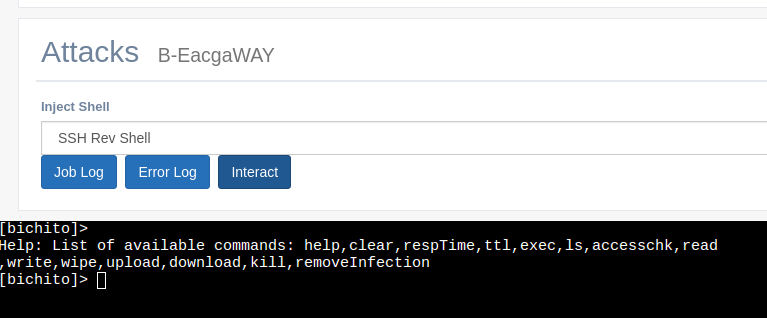 Attacks B-EacgaWAY
Inject Shell
SSH Rev Shell
Job Log Error Log Interact
[bichito]>
Help: List of available commands: help,clear,respTime,ttl,exec,ls,accesschk,read
,write,wipe,upload,download,kill,removeInfection
[bichito]>